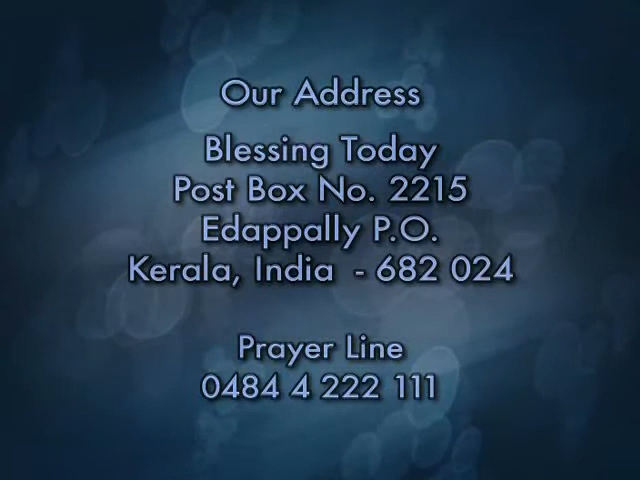 Our Address
Blessing Today
Post Box No. 2215
Edappally P.O.
Kerala, India - 682 024
Prayer Line
0484 4 222 111